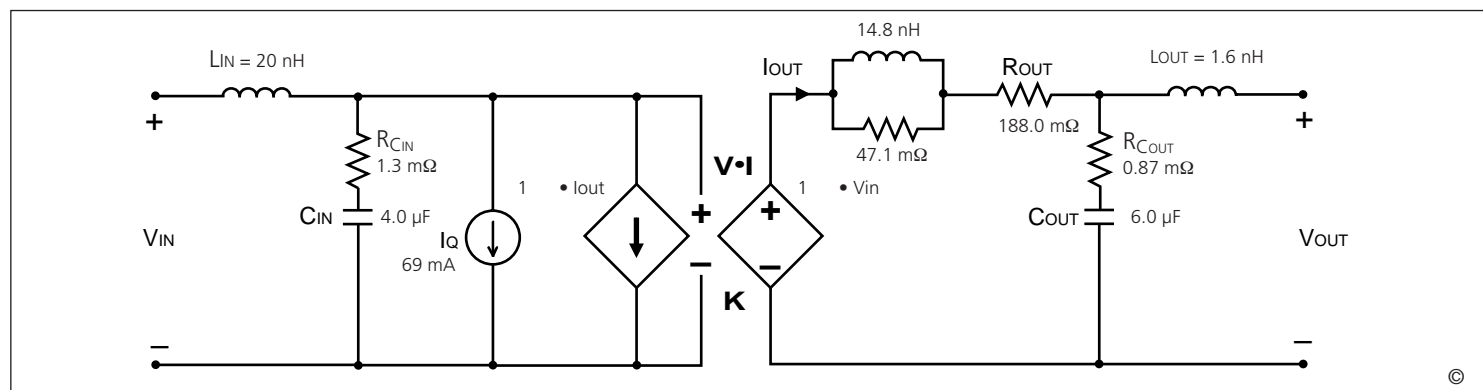 14.8 nH
LIN = 20 nH
IOUT
ROUT
LOUT = 1.6 nH
+
+
RCIN
1.3 mΩ
47.1 mΩ
188.0 mΩ
RCOUT
0.87 mΩ
1 • Iout
V•I
1 • Vin
+
+
CIN
4.0 µF
COUT
6.0 µF
VIN
IQ
69 mA
VOUT
–
–
K
–
–
©